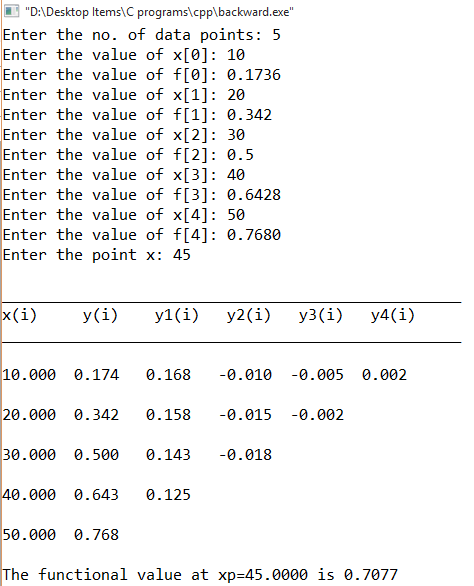 "D:\Desktop Items\C programs\cpp\backward.exe"
Enter the no. of data points: 5
Enter the value of x[0]: 10
Enter the value of f[0]: 0.1736
Enter the value of x[1]: 20
Enter the value of f[1]: 0.342
Enter the value of x[2]: 30
Enter the value of f[2]: 0.5
Enter the value of x[3]: 40
Enter the value of f[3]: 0.6428
Enter the value of x[4]: 50
Enter the value of f[4]: 0.7680
Enter the point x: 45
x(i) y(i) y1(i) y2(i) y3(i) y4(i)
10.000 0.174 0.168 -0.010 -0.005 0.002
20.000 0.342 0.158 -0.015 -0.002
30.000 0.500 0.143 -0.018
40.000 0.643 0.125
50.000 0.768
The functional value at xp=45.0000 is 0.7077